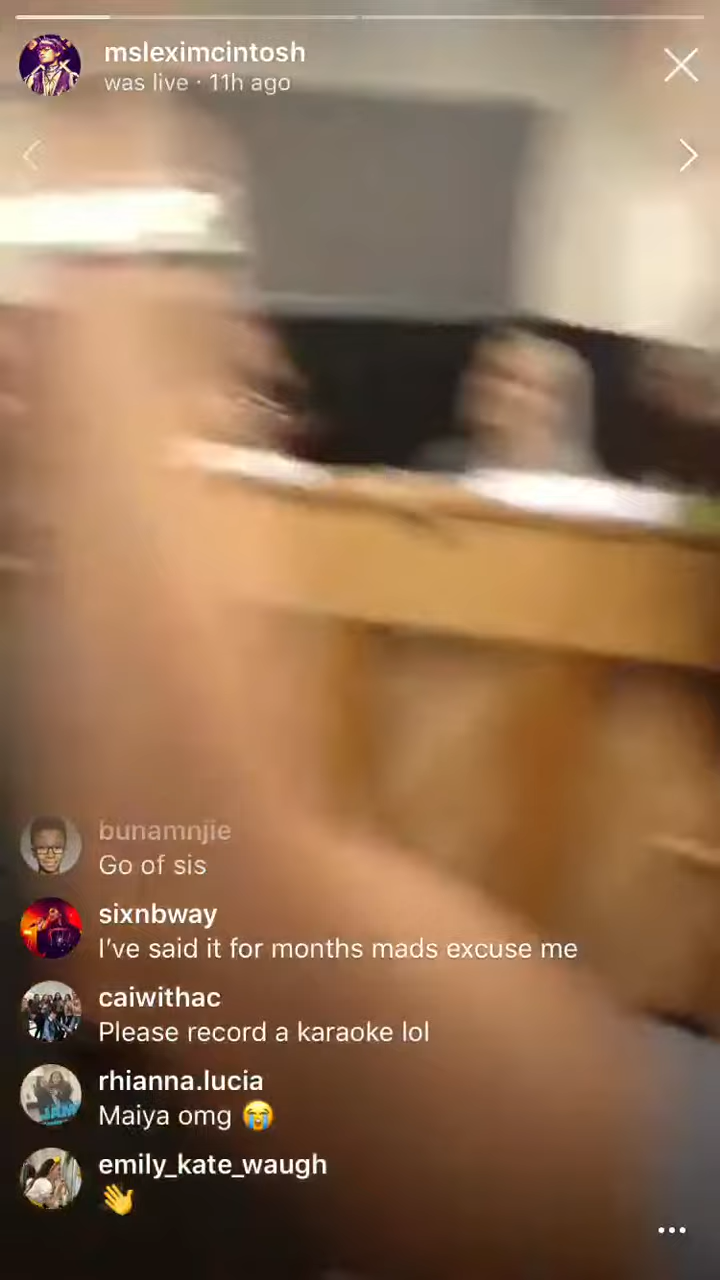 msleximcintosh
was live · 11h ago
bunamnjie
Go of sis
sixnbway
I've said it for months mads excuse me
caiwithac
Please record a karaoke lol
rhianna.lucia
Maiya omg 😭
emily_kate_waugh
👋